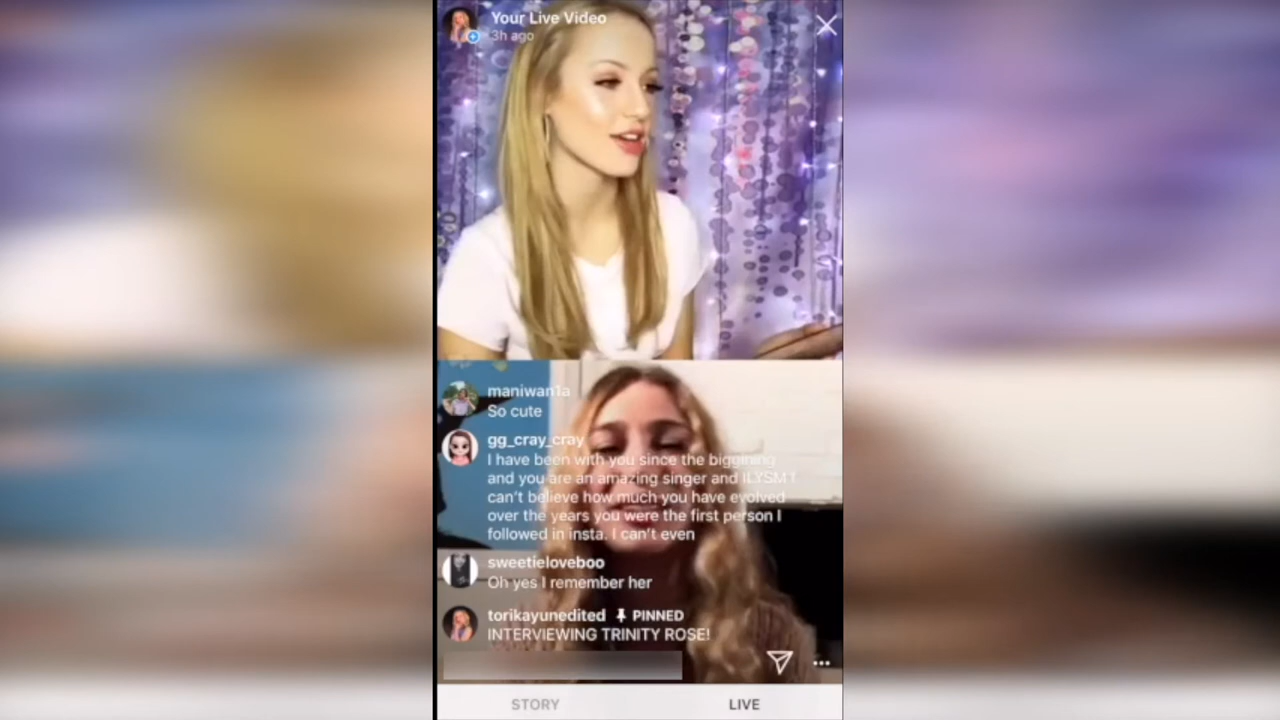 Your Live Video
3h ago
maniwan1a
So cute
gg_cray_cray
I have been with you since the biggining
and you are an amazing singer and ILYSM I
can't believe how much you have evolved
over the years you were the first person I
followed in insta. I can't even
sweetieloveboo
Oh yes I remember her
torikayunedited PINNED
INTERVIEWING TRINITY ROSE!
STORY
LIVE